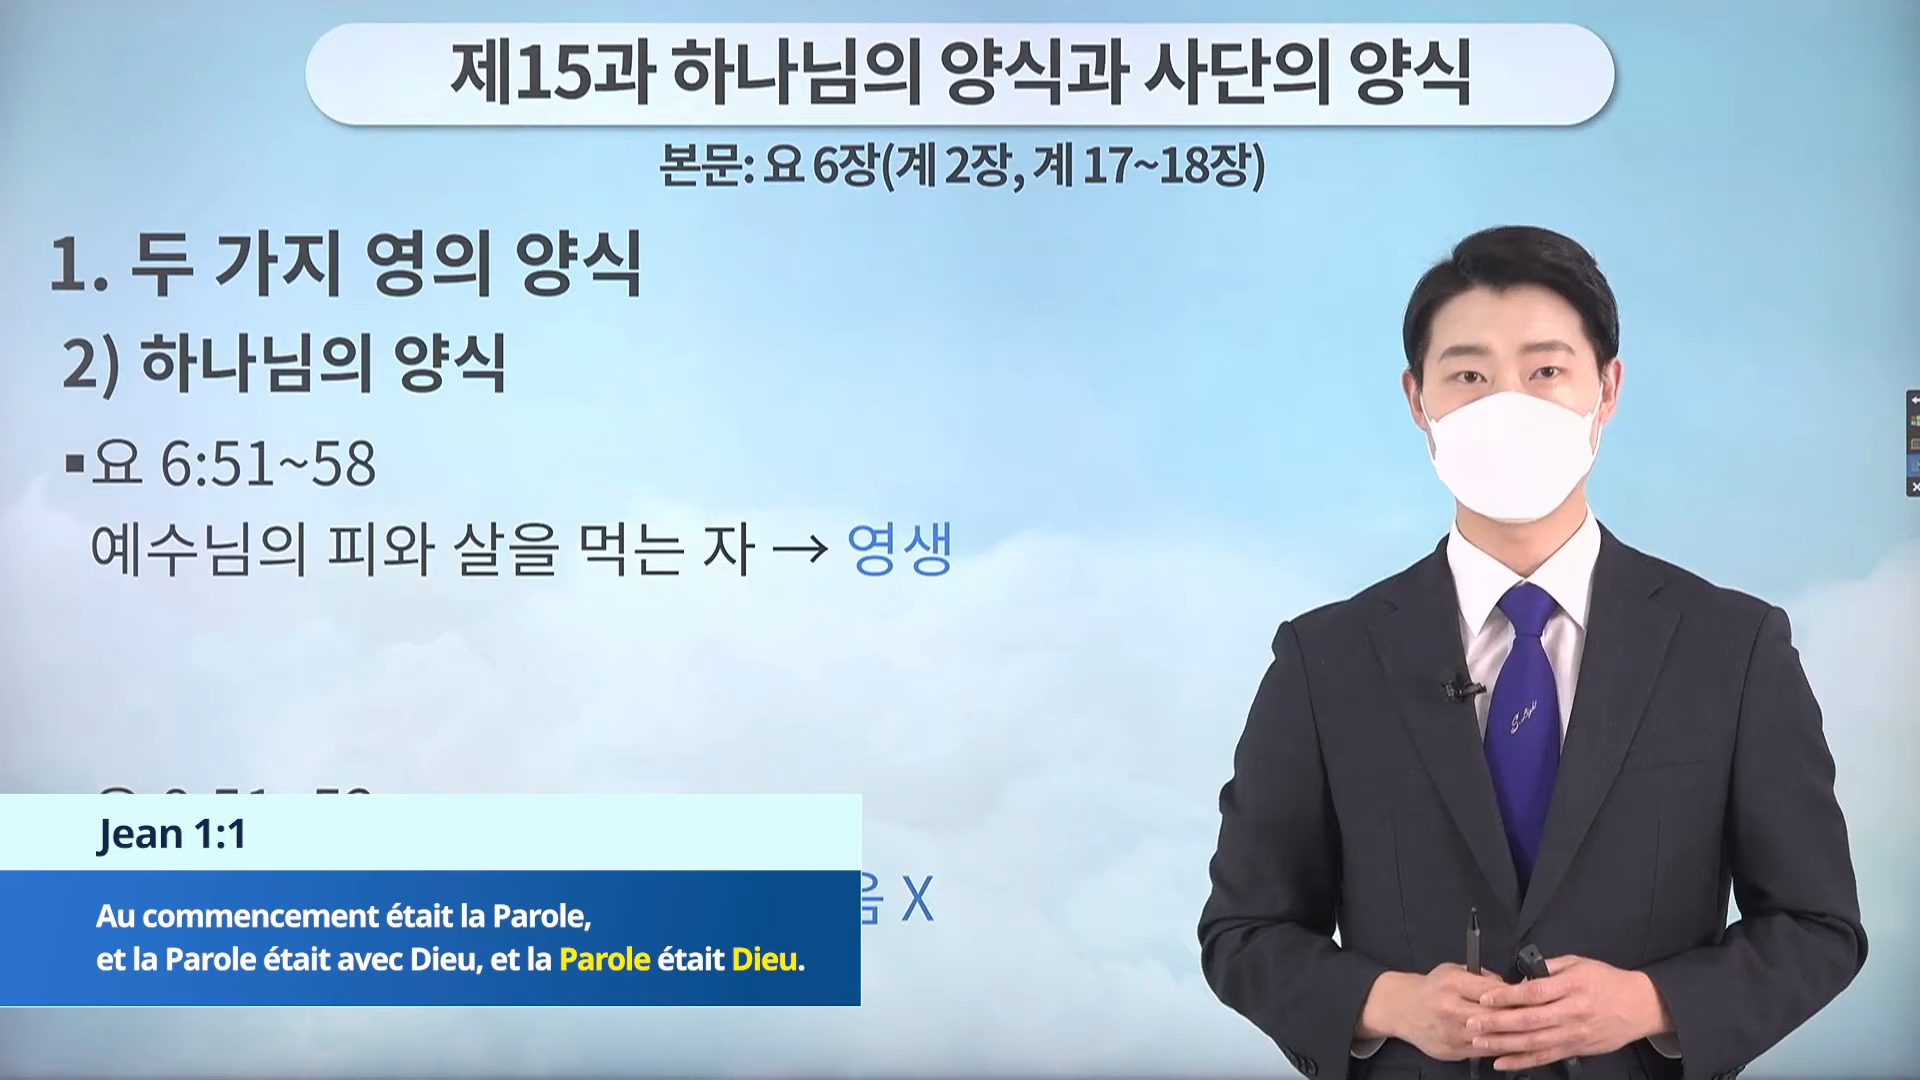 제15과 하나님의 양식과 사단의 양식
본문: 요 6장(계 2장, 계 17~18장)
1. 두 가지 영의 양식
2) 하나님의 양식
▪요 6:51~58
예수님의 피와 살을 먹는 자 → 영생
음 X
Jean 1:1
Au commencement était la Parole,
et la Parole était avec Dieu, et la Parole était Dieu.